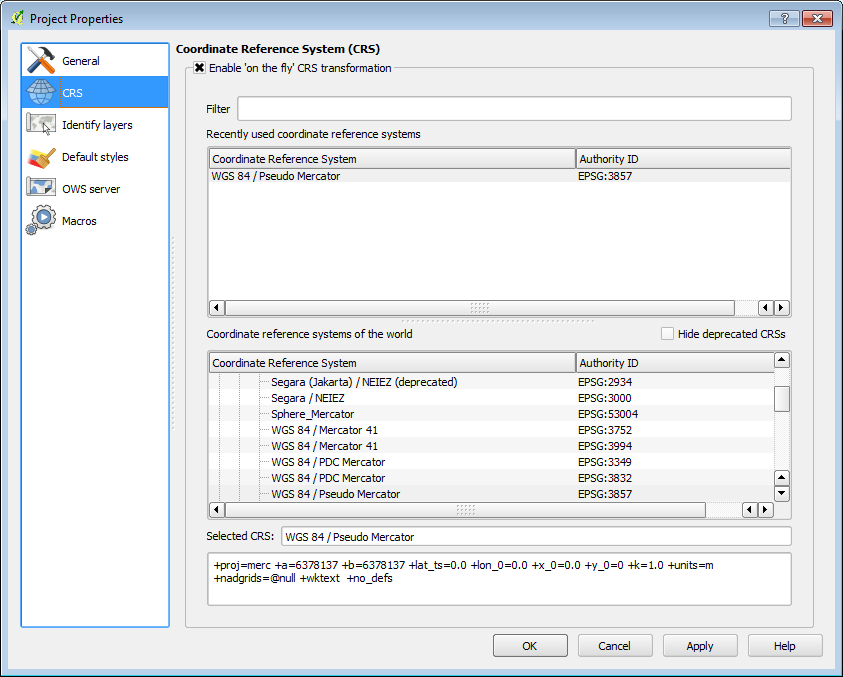 Project Properties
General
CRS
Identify layers
Default styles
OWS server
Macros
Coordinate Reference System (CRS)
Enable 'on the fly' CRS transformation
Filter
Recently used coordinate reference systems
Coordinate Reference System Authority ID
WGS 84 / Pseudo Mercator EPSG:3857
Coordinate reference systems of the world Hide deprecated CRSs
Coordinate Reference System Authority ID
Segara (Jakarta) / NEIEZ (deprecated) EPSG:2934
Segara / NEIEZ EPSG:3000
Sphere_Mercator EPSG:53004
WGS 84 / Mercator 41 EPSG:3752
WGS 84 / Mercator 41 EPSG:3994
WGS 84 / PDC Mercator EPSG:3349
WGS 84 / PDC Mercator EPSG:3832
WGS 84 / Pseudo Mercator EPSG:3857
Selected CRS: WGS 84 / Pseudo Mercator
+proj=merc +a=6378137 +b=6378137 +lat_ts=0.0 +lon_0=0.0 +x_0=0.0 +y_0=0 +k=1.0 +units=m
+nadgrids=@null +wktext +no_defs
OK Cancel Apply Help